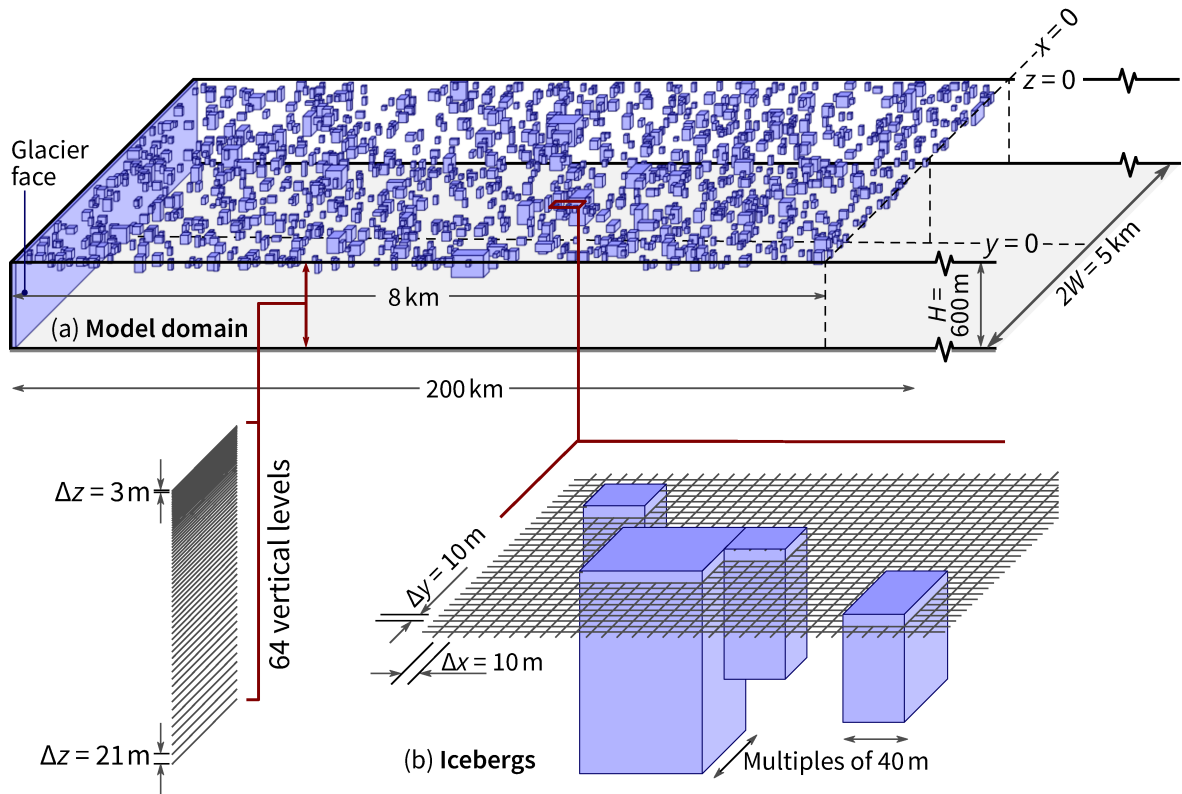 x = 0
z = 0
Glacier
face
y = 0
2W = 5 km
H =
600 m
8 km
(a) Model domain
200 km
Δz = 3 m
64 vertical levels
Δy = 10 m
Δx = 10 m
Δz = 21 m
(b) Icebergs
Multiples of 40 m